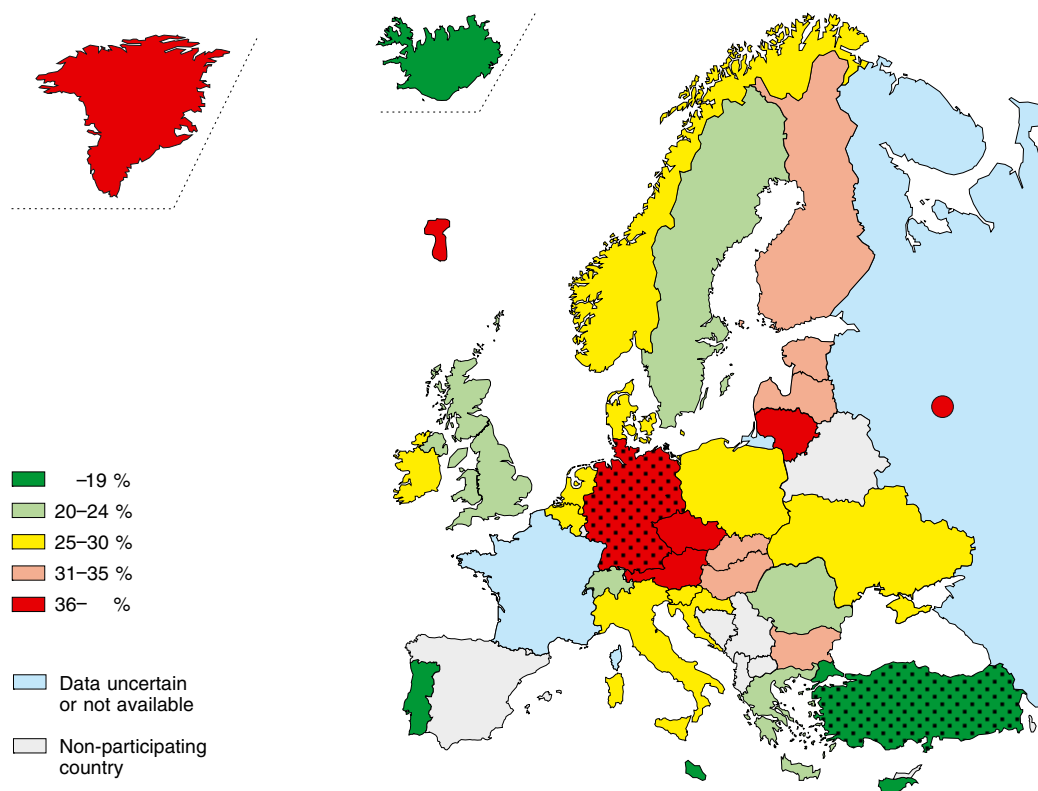 –19 %
20–24 %
25–30 %
31–35 %
36– %
Data uncertain
or not available
Non-participating
country